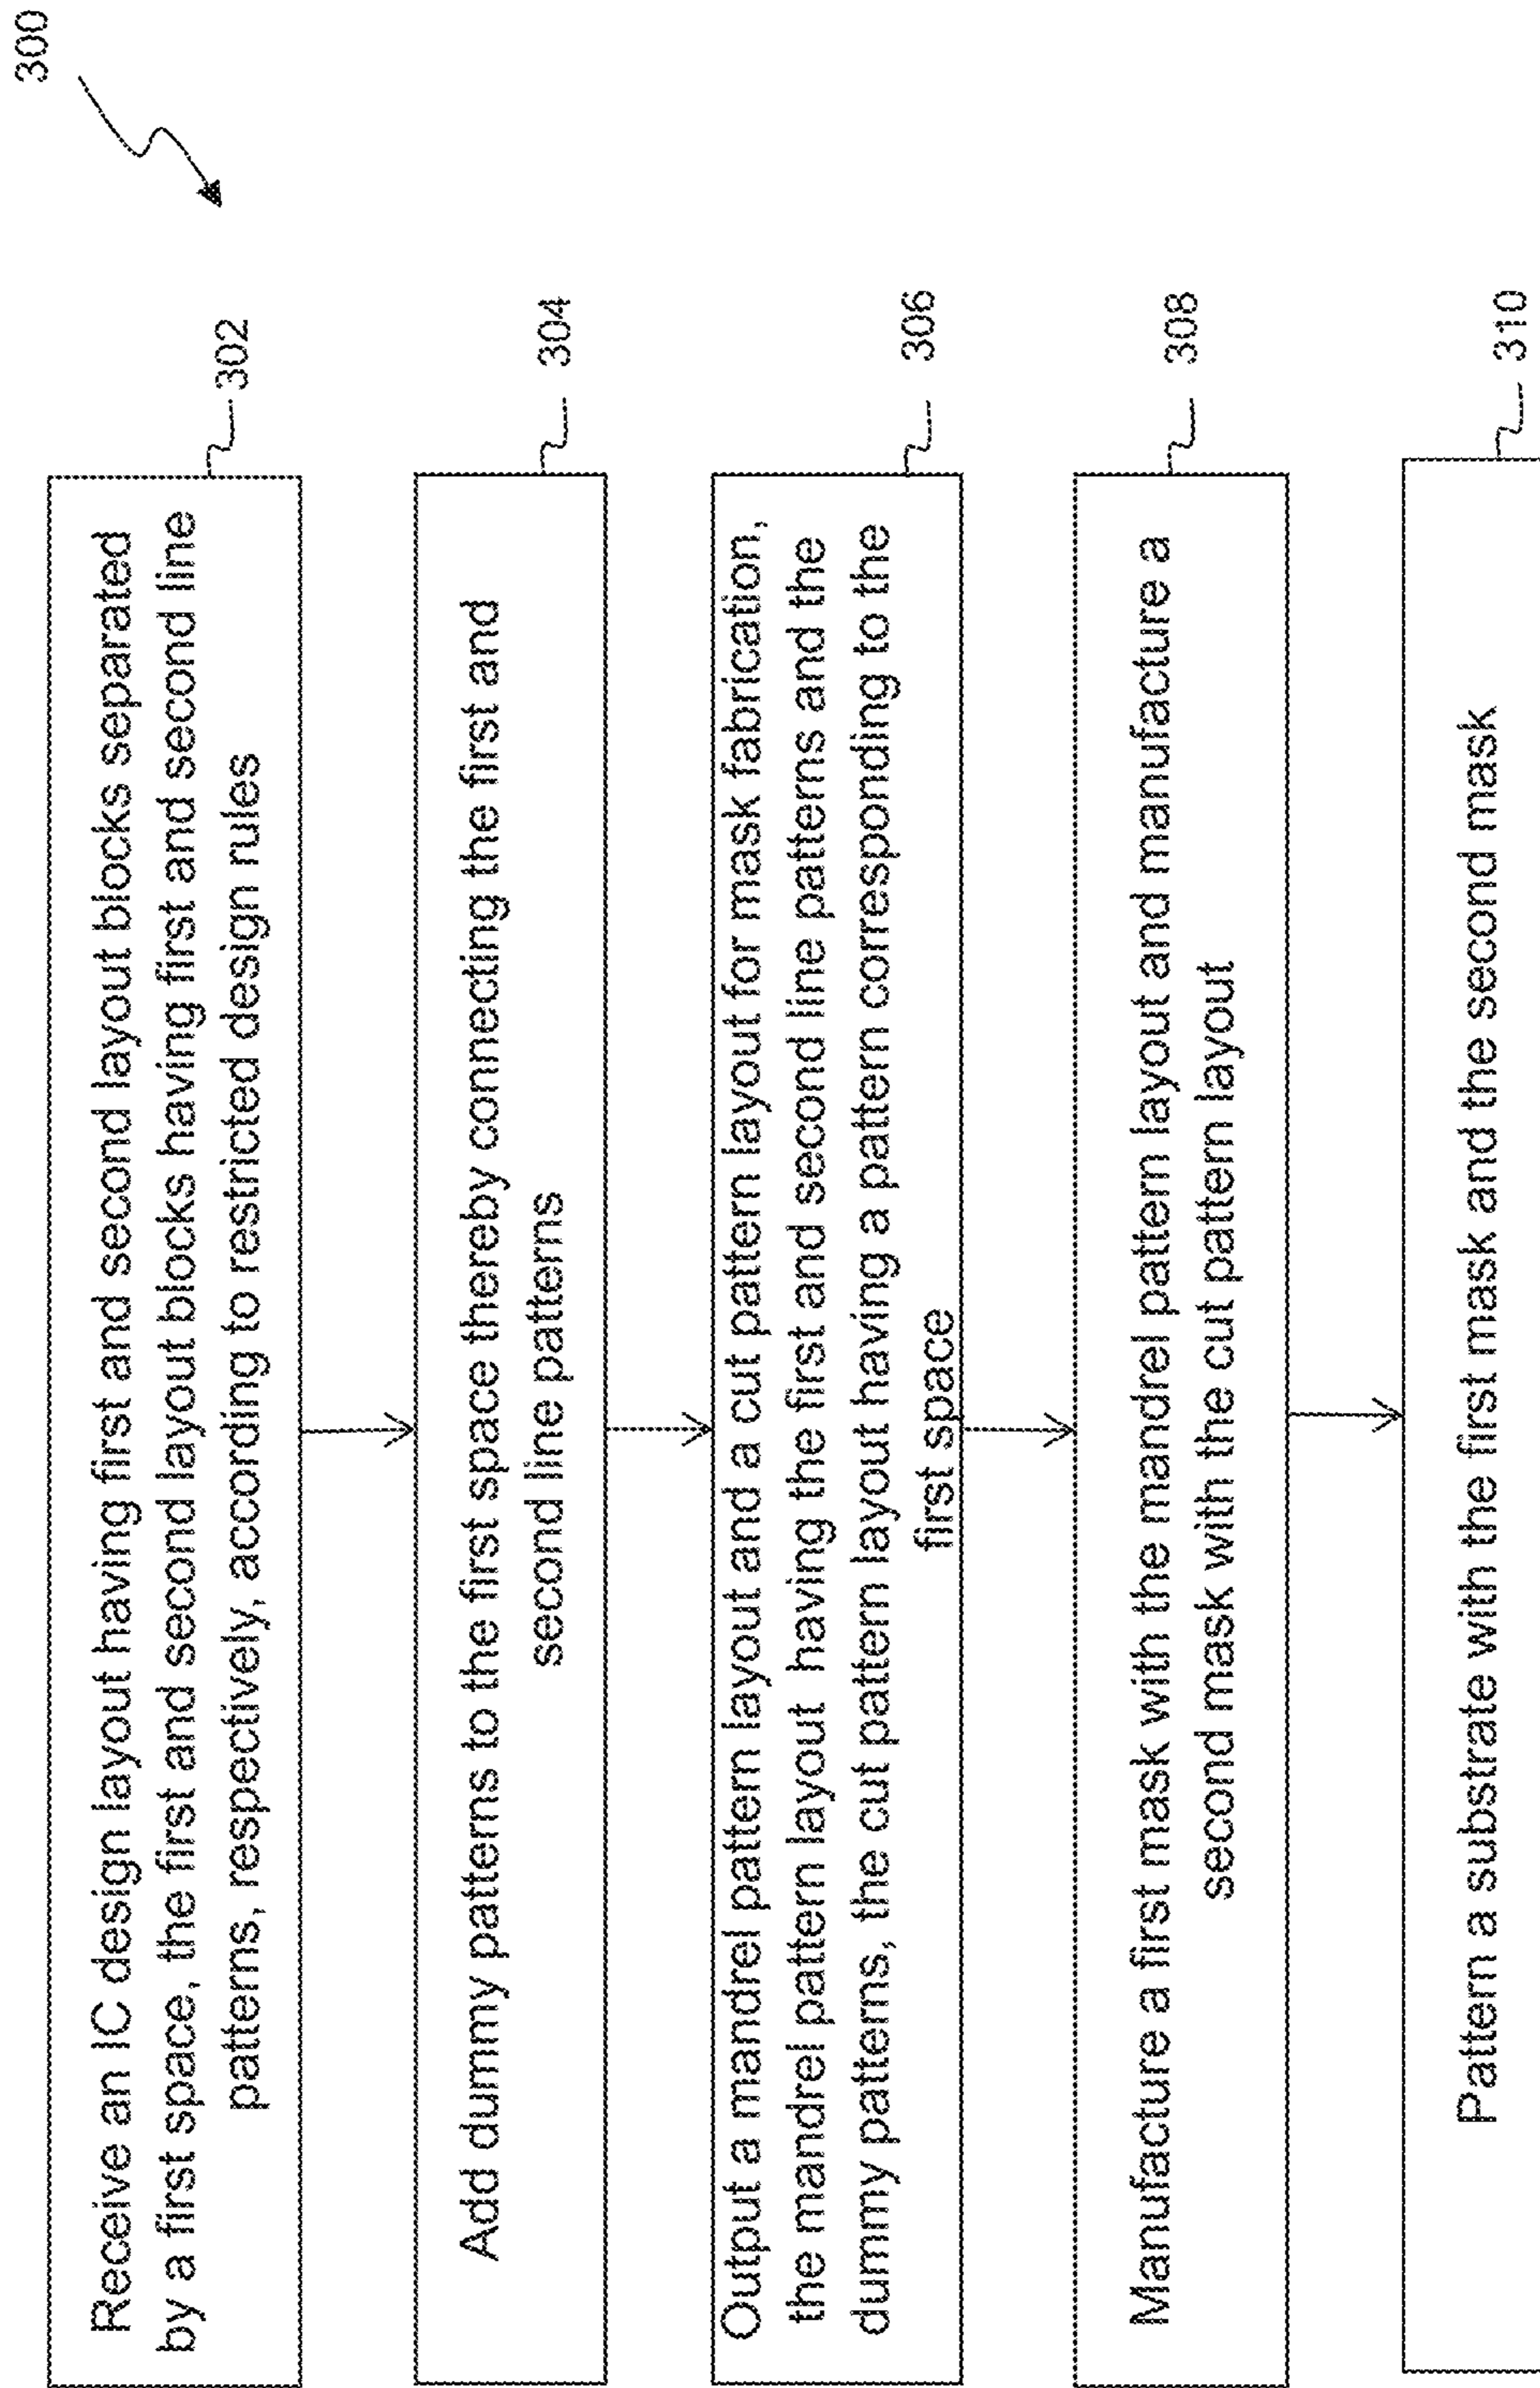 300
Receive an IC design layout having first and second layout blocks separated
by a first space, the first and second layout blocks having first and second line
patterns, respectively, according to restricted design rules
302
Add dummy patterns to the first space thereby connecting the first and
second line patterns
304
Output a mandrel pattern layout and a cut pattern layout for mask fabrication,
the mandrel pattern layout having the first and second line patterns and the
dummy patterns, the cut pattern layout having a pattern corresponding to the
first space
306
Manufacture a first mask with the mandrel pattern layout and manufacture a
second mask with the cut pattern layout
308
Pattern a substrate with the first mask and the second mask
310